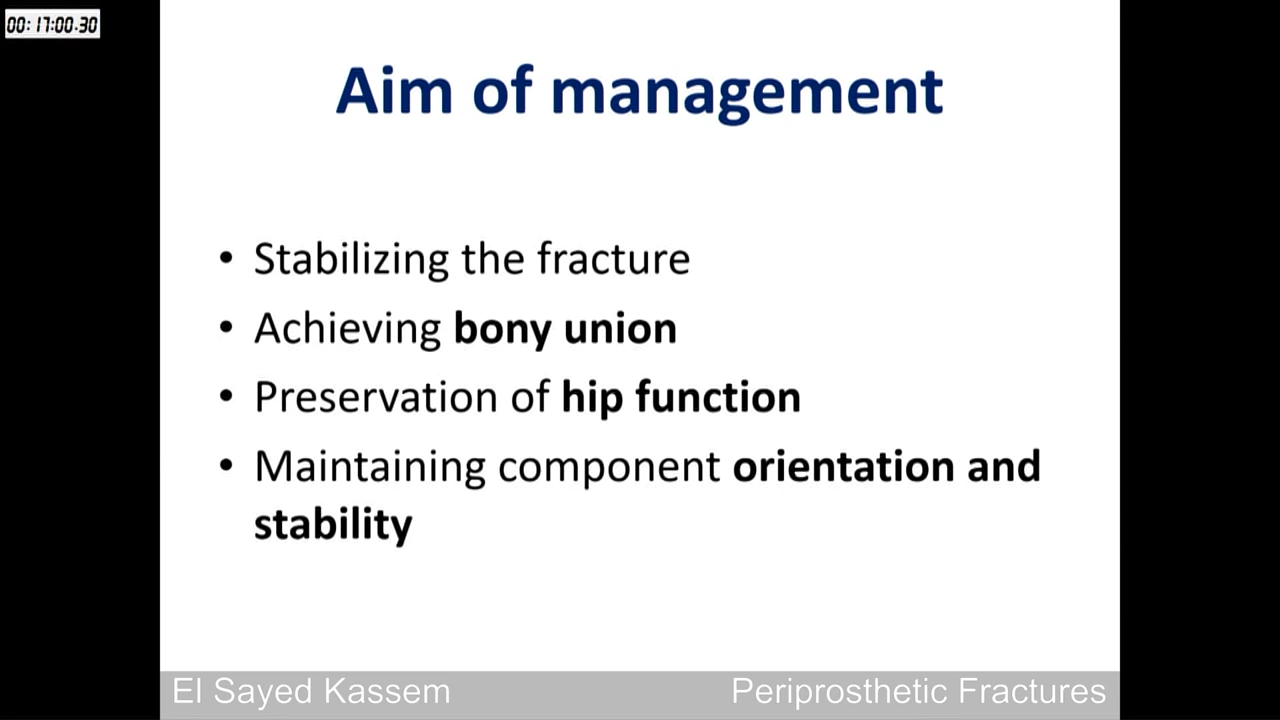 00:17:00.30
Aim of management
• Stabilizing the fracture
• Achieving bony union
• Preservation of hip function
• Maintaining component orientation and
stability
El Sayed Kassem
Periprosthetic Fractures